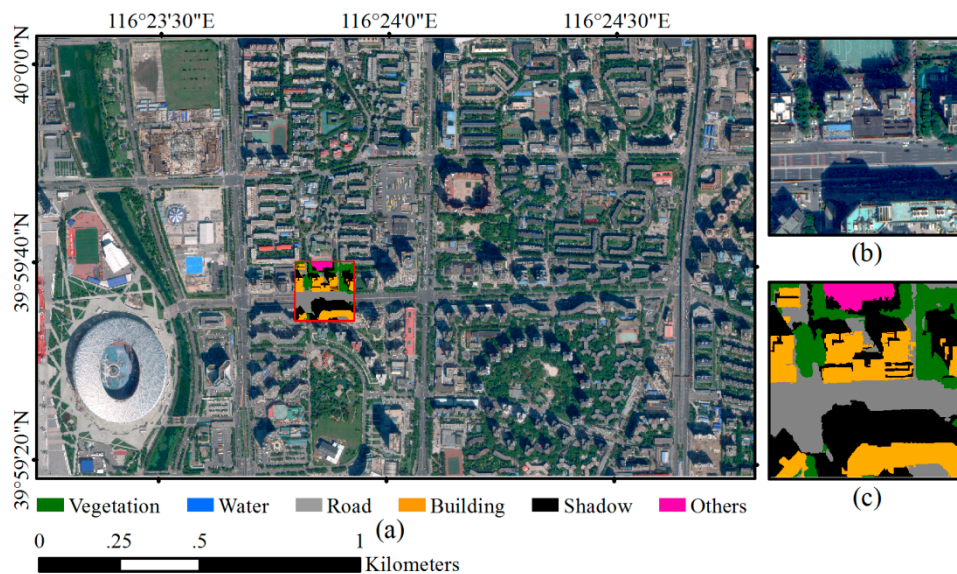 116°23'30"E 116°24'0"E 116°24'30"E
40°0'0"N
39°59'40"N
39°59'20"N
(b)
(c)
Vegetation Water Road Building Shadow Others
(a)
0 .25 .5 1
Kilometers